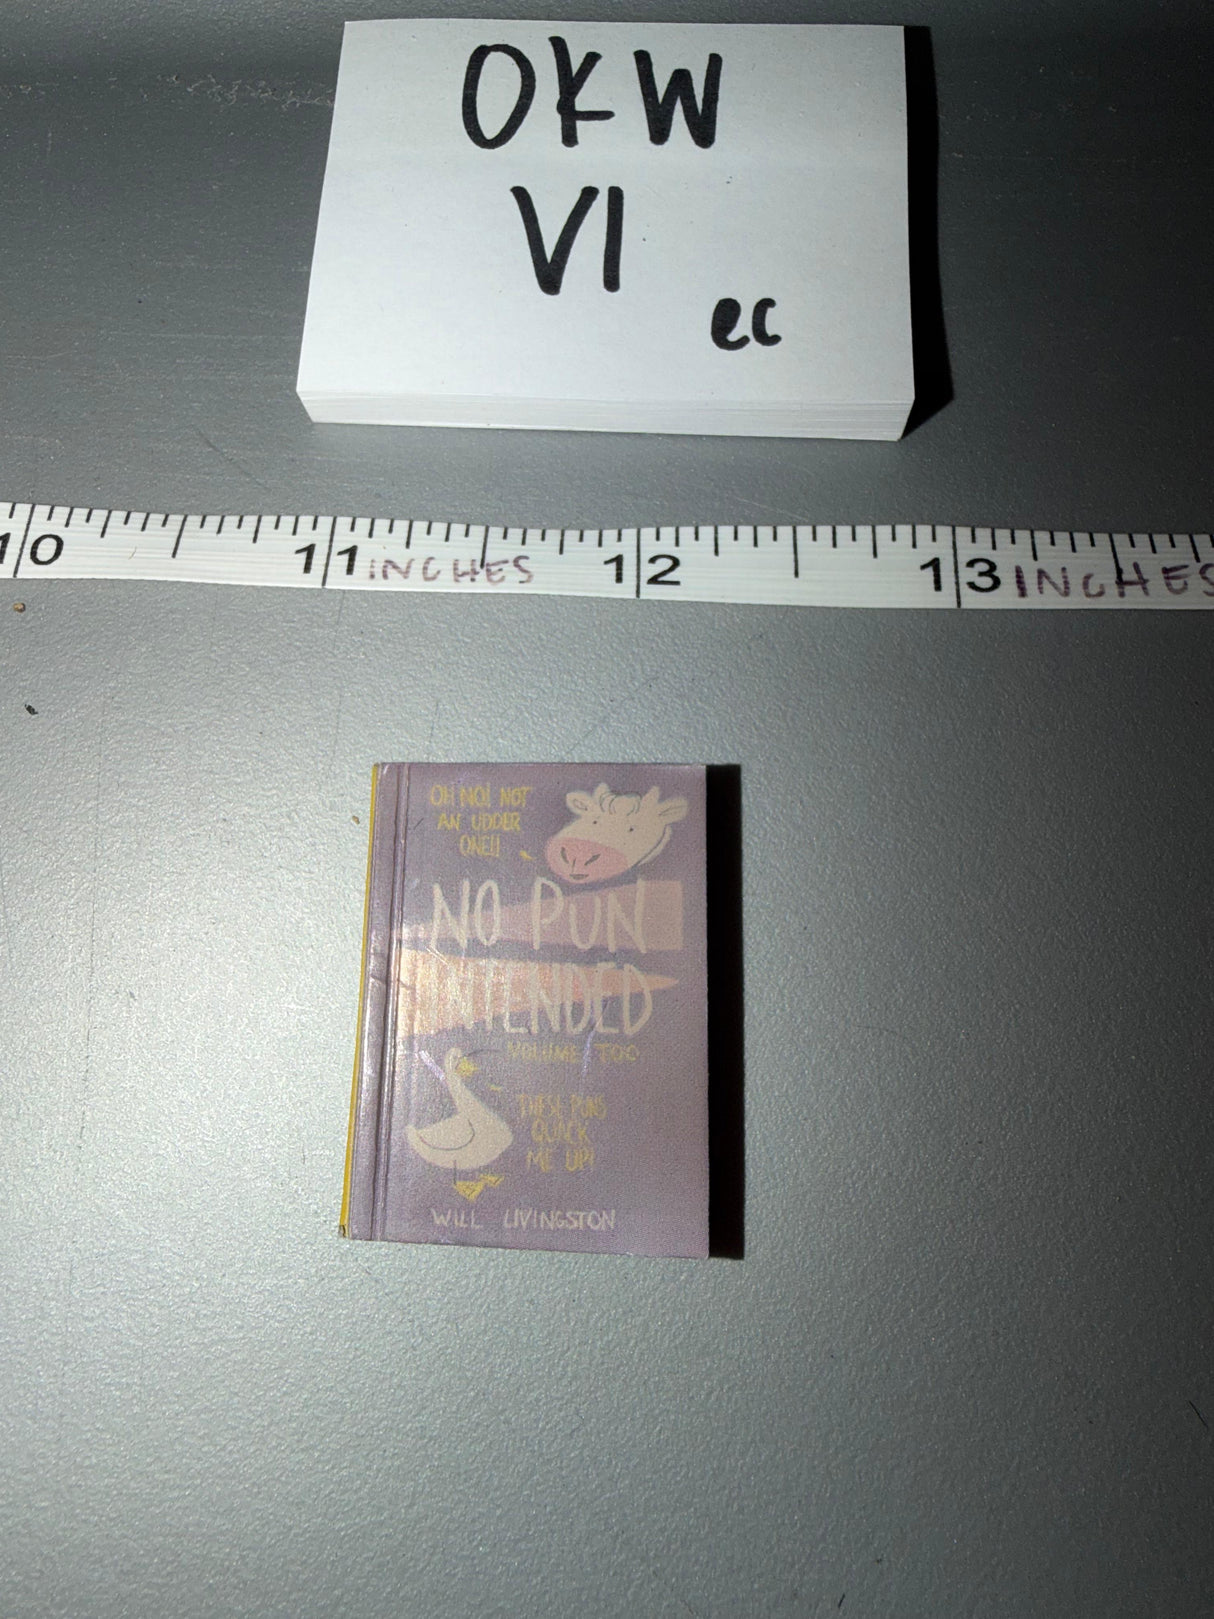 OKW
VI
ec
10 11 INCHES 12 13 INCHES
OH NO! NOT
AN UDDER
ONE!!
NO PUN
INTENDED
VOLUME TOO
THESE PUNS
QUACK
ME UP!
WILL LIVINGSTON